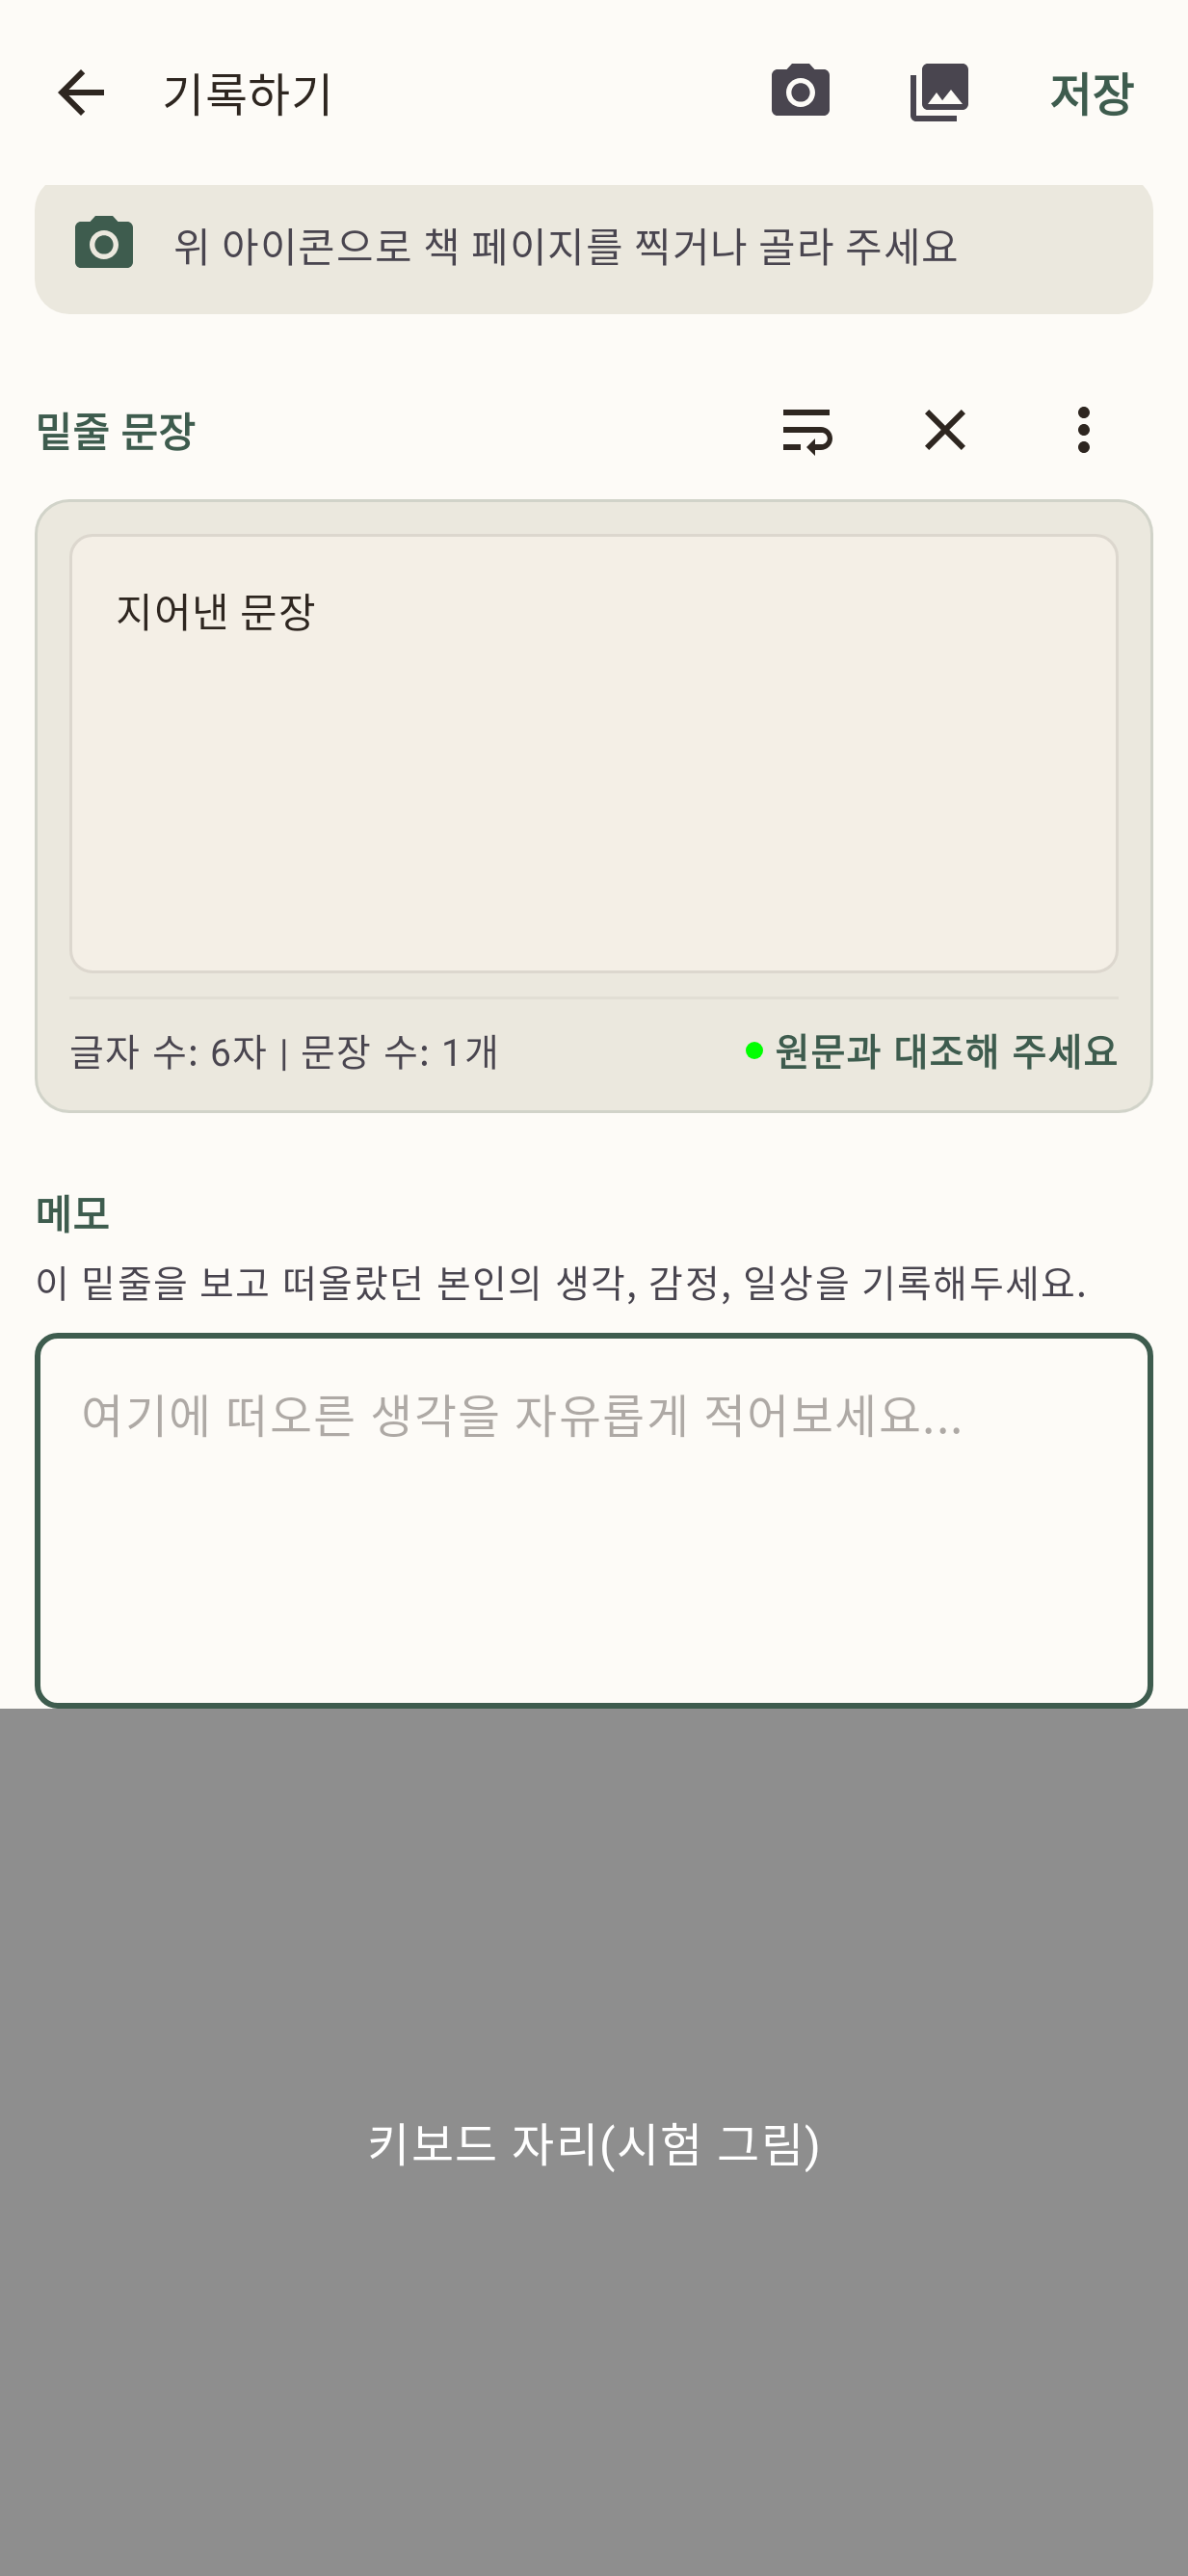 기록하기
저장
위 아이콘으로 책 페이지를 찍거나 골라 주세요
밑줄 문장
지어낸 문장
글자 수: 6자 | 문장 수: 1개
원문과 대조해 주세요
메모
이 밑줄을 보고 떠올랐던 본인의 생각, 감정, 일상을 기록해두세요.
여기에 떠오른 생각을 자유롭게 적어보세요...
키보드 자리(시험 그림)